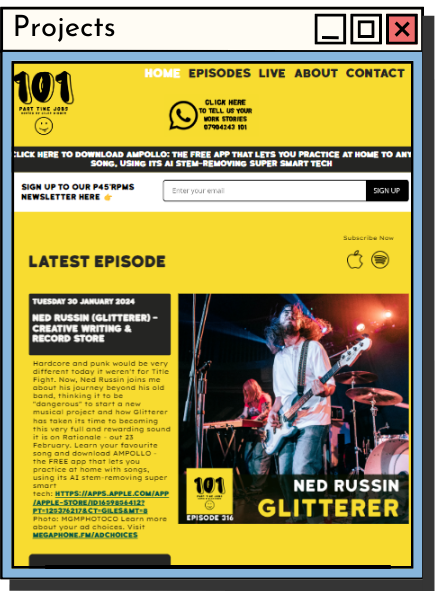 Projects
101
PART TIME JOBS
HOME EPISODES LIVE ABOUT CONTACT
CLICK HERE
TO TELL US YOUR
WORK STORIES
07904243 101
CLICK HERE TO DOWNLOAD AMPOLLO: THE FREE APP THAT LETS YOU PRACTICE AT HOME TO ANY
SONG, USING ITS AI STEM-REMOVING SUPER SMART TECH
SIGN UP TO OUR P45'RPMS
NEWSLETTER HERE 👉
Enter your email
SIGN UP
Subscribe Now
LATEST EPISODE
TUESDAY 30 JANUARY 2024
NED RUSSIN (GLITTERER) –
CREATIVE WRITING &
RECORD STORE
Hardcore and punk would be very
different today it weren't for Title
Fight. Now, Ned Russin joins me
about his journey beyond his old
band, thinking it to be
"dangerous" to start a new
musical project and how Glitterer
has taken its time to becoming
this very full and rewarding sound
it is on Rationale - out 23
February. Learn your favourite
song and download AMPOLLO -
the FREE app that lets you
practice at home with songs,
using its AI stem-removing super
smart
tech: HTTPS://APPS.APPLE.COM/APP
/APPLE-STORE/ID1609856412?
PT=125376217&CT=GILES&MT=8
Photo: MGMPHOTOCO Learn more
about your ad choices. Visit
MEGAPHONE.FM/ADCHOICES
101
EPISODE 316
NED RUSSIN
GLITTERER